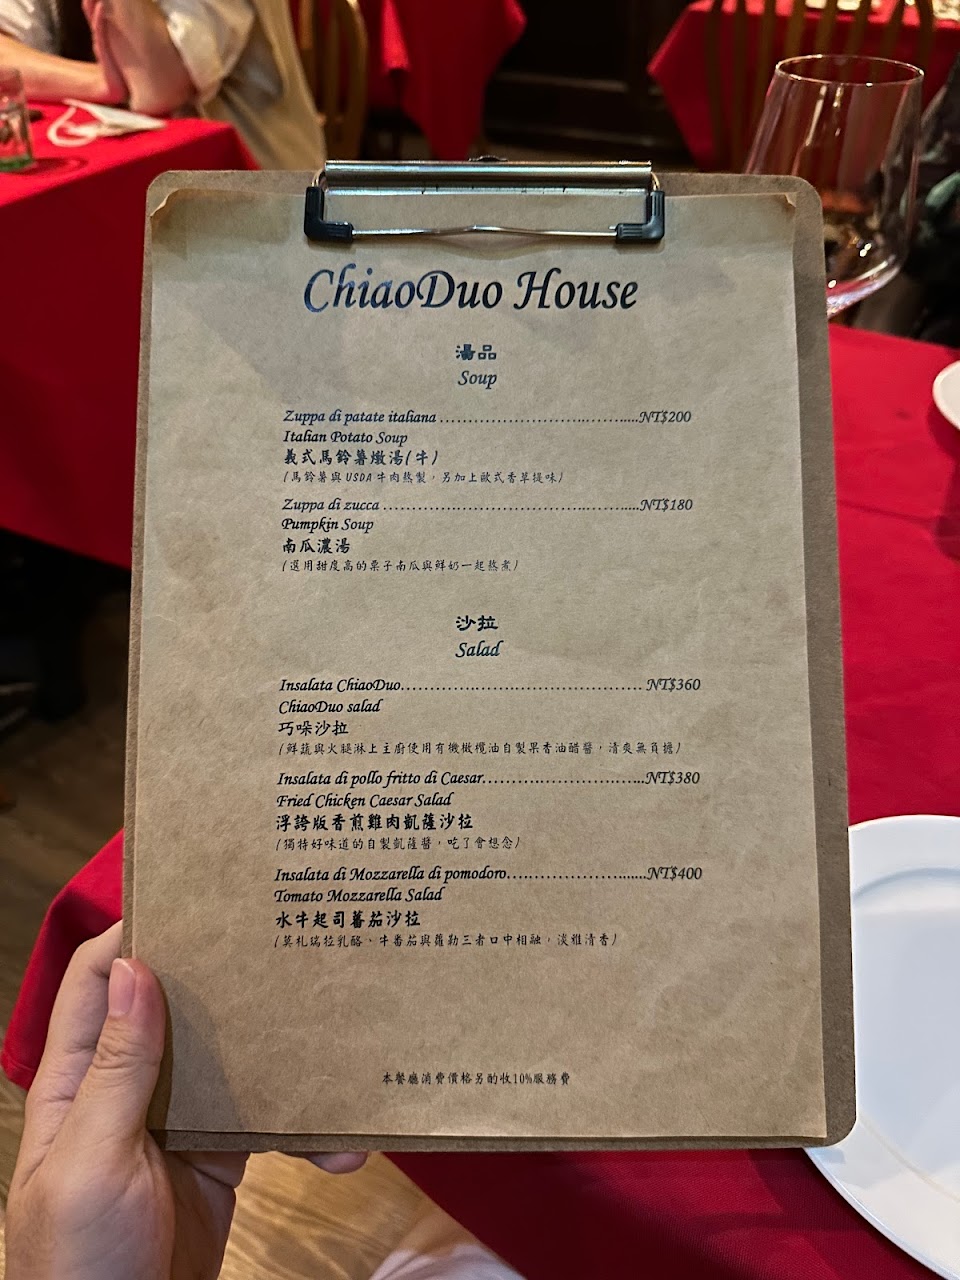 ChiaoDuo House
湯品
Soup
Zuppa di patate italiana ................................NT$200
Italian Potato Soup
義式馬鈴薯燉湯(牛)
(馬鈴薯與USDA牛肉熬製，另加上歐式香草提味)
Zuppa di zucca ................................NT$180
Pumpkin Soup
南瓜濃湯
(選用甜度高的栗子南瓜與鮮奶一起熬煮)
沙拉
Salad
Insalata ChiaoDuo................................ NT$360
ChiaoDuo salad
巧哚沙拉
(鮮蔬與火腿淋上主廚使用有機橄欖油自製果香油醋醬，清爽無負擔)
Insalata di pollo fritto di Caesar................................NT$380
Fried Chicken Caesar Salad
浮誇版香煎雞肉凱薩沙拉
(獨特好味道的自製凱薩醬，吃了會想念)
Insalata di Mozzarella di pomodoro................................NT$400
Tomato Mozzarella Salad
水牛起司蕃茄沙拉
(莫札瑞拉乳酪、牛番茄與蘿勒三者口中相融，淡雅清香)
本餐廳消費價格另酌收10%服務費